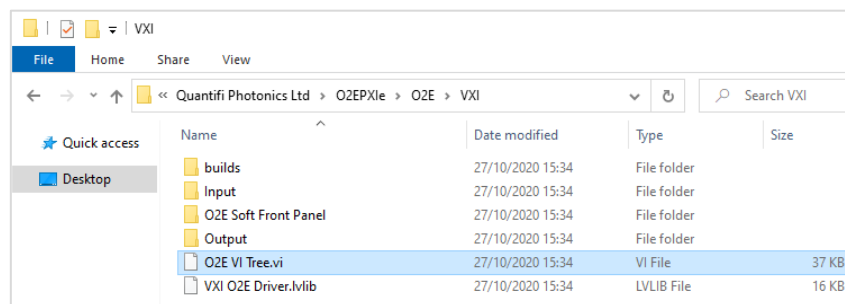 VXI
File Home Share View
« Quantifi Photonics Ltd > O2EPXIe > O2E > VXI Search VXI
Quick access
Desktop
Name Date modified Type Size
builds 27/10/2020 15:34 File folder
Input 27/10/2020 15:34 File folder
O2E Soft Front Panel 27/10/2020 15:34 File folder
Output 27/10/2020 15:34 File folder
O2E VI Tree.vi 27/10/2020 15:34 VI File 37 KB
VXI O2E Driver.lvlib 27/10/2020 15:34 LVLIB File 16 KB